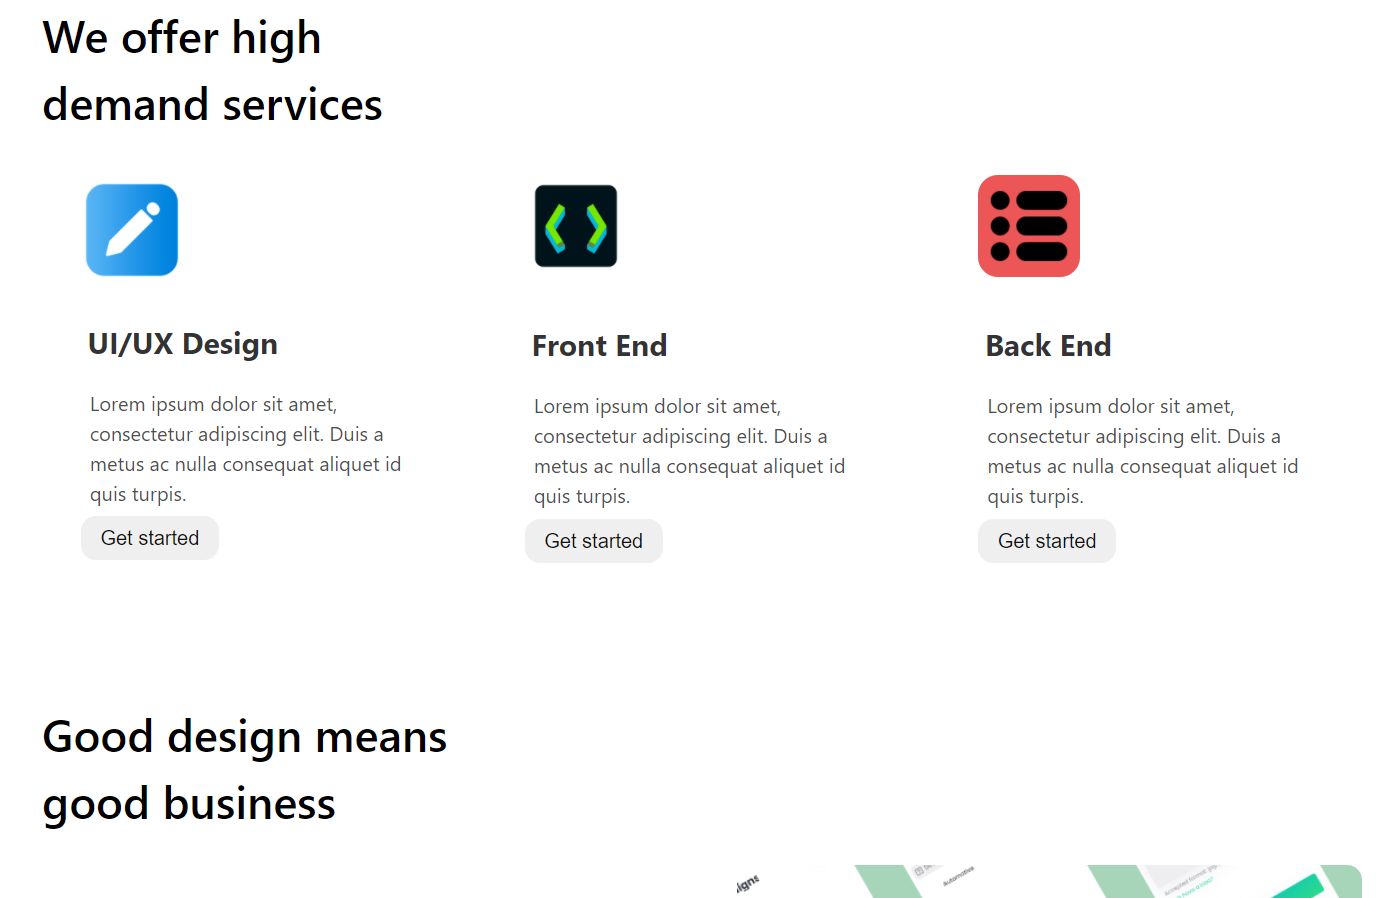 We offer high
demand services
UI/UX Design
Lorem ipsum dolor sit amet,
consectetur adipiscing elit. Duis a
metus ac nulla consequat aliquet id
quis turpis.
Get started
Front End
Lorem ipsum dolor sit amet,
consectetur adipiscing elit. Duis a
metus ac nulla consequat aliquet id
quis turpis.
Get started
Back End
Lorem ipsum dolor sit amet,
consectetur adipiscing elit. Duis a
metus ac nulla consequat aliquet id
quis turpis.
Get started
Good design means
good business
Automotive